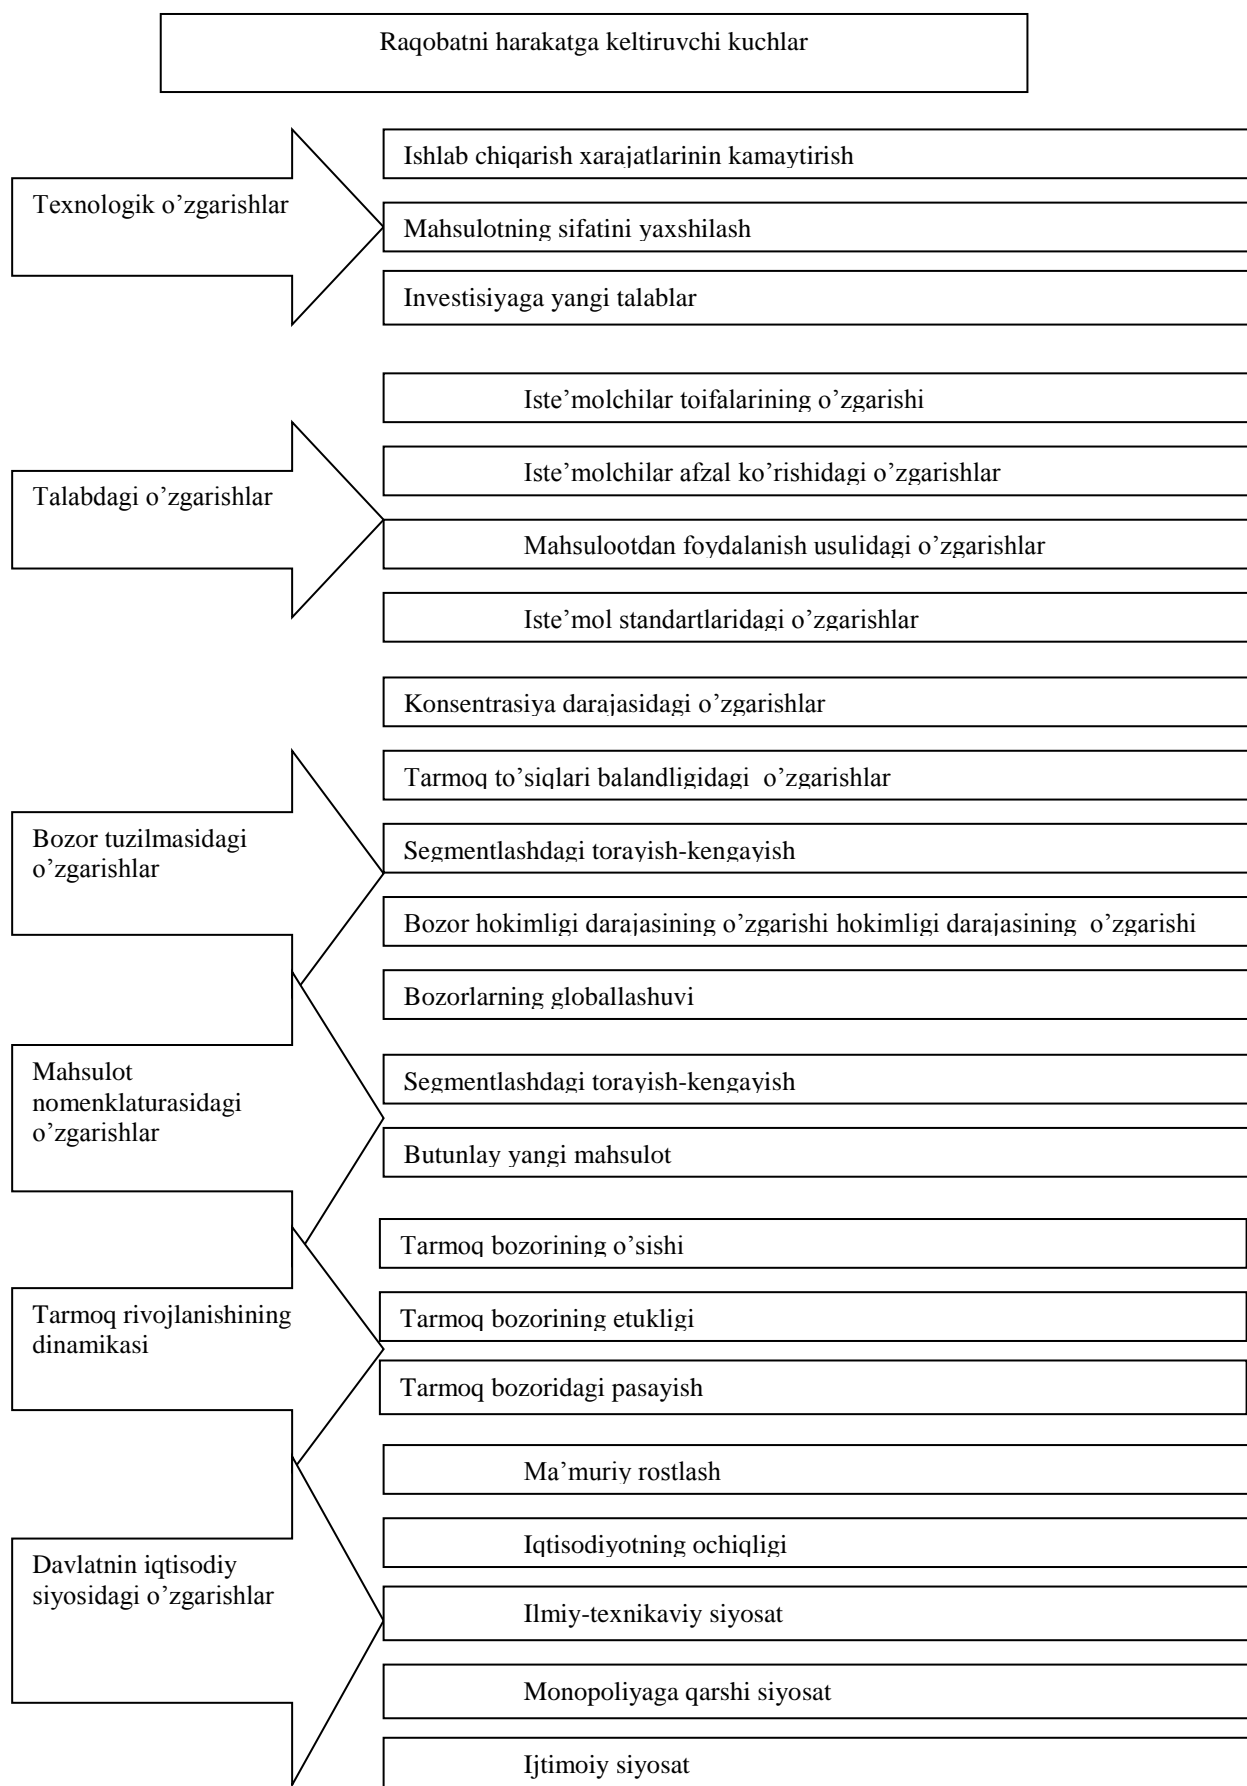 Raqobatni harakatga keltiruvchi kuchlar
Texnologik o’zgarishlar
Ishlab chiqarish xarajatlarinin kamaytirish
Mahsulotning sifatini yaxshilash
Investisiyaga yangi talablar
Talabdagi o’zgarishlar
Iste’molchilar toifalarining o’zgarishi
Iste’molchilar afzal ko’rishidagi o’zgarishlar
Mahsulootdan foydalanish usulidagi o’zgarishlar
Iste’mol standartlaridagi o’zgarishlar
Bozor tuzilmasidagi
o’zgarishlar
Konsentrasiya darajasidagi o’zgarishlar
Tarmoq to’siqlari balandligidagi  o’zgarishlar
Segmentlashdagi torayish-kengayish
Bozor hokimligi darajasining o’zgarishi hokimligi darajasining  o’zgarishi
Bozorlarning globallashuvi
Mahsulot
nomenklaturasidagi
o’zgarishlar
Segmentlashdagi torayish-kengayish
Butunlay yangi mahsulot
Tarmoq rivojlanishining
dinamikasi
Tarmoq bozorining o’sishi
Tarmoq bozorining etukligi
Tarmoq bozoridagi pasayish
Davlatnin iqtisodiy
siyosidagi o’zgarishlar
Ma’muriy rostlash
Iqtisodiyotning ochiqligi
Ilmiy-texnikaviy siyosat
Monopoliyaga qarshi siyosat
Ijtimoiy siyosat